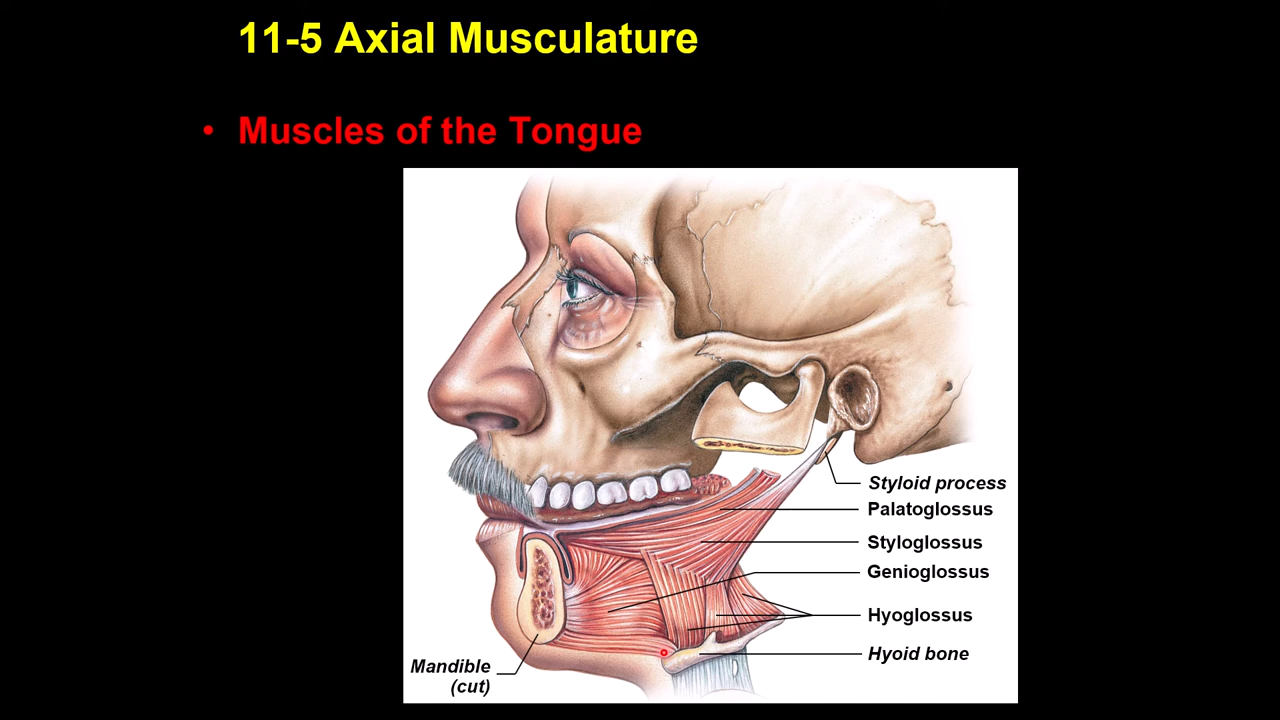 11-5 Axial Musculature
• Muscles of the Tongue
Styloid process
Palatoglossus
Styloglossus
Genioglossus
Hyoglossus
Hyoid bone
Mandible
(cut)